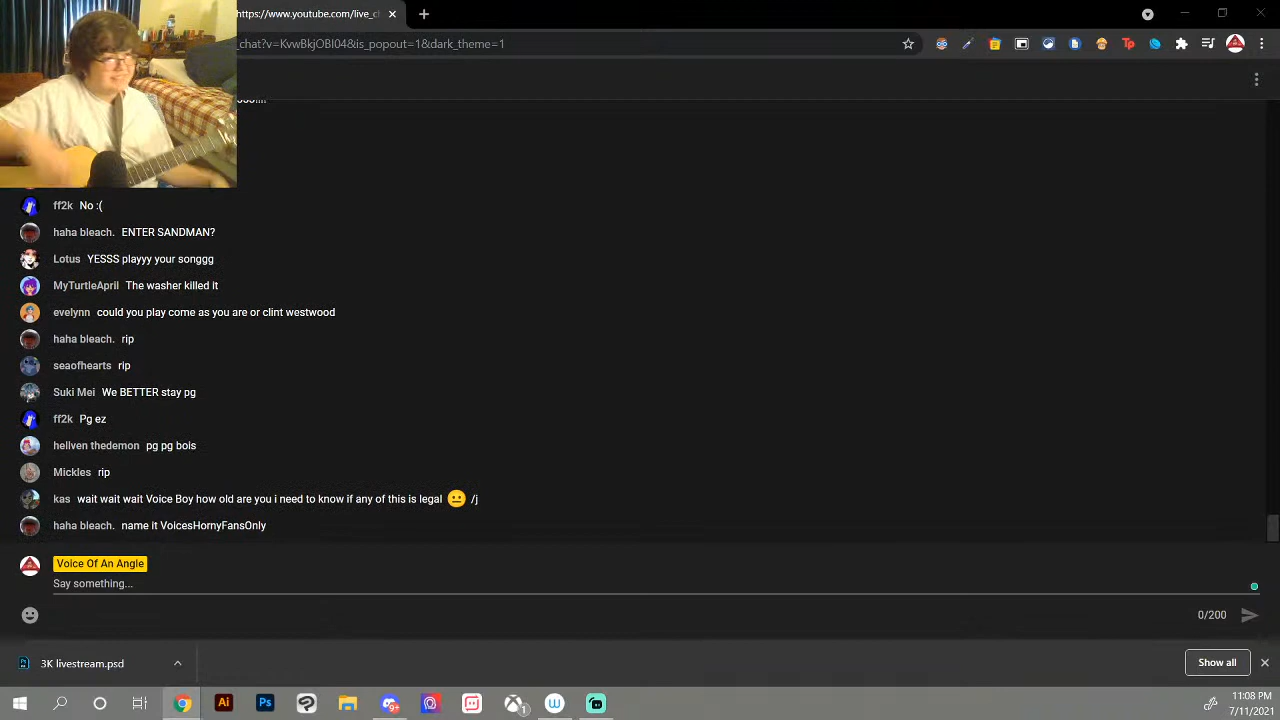 https://www.youtube.com/live_c
_chat?v=KvwBkjOBI04&is_popout=1&dark_theme=1
ff2k No :(
haha bleach. ENTER SANDMAN?
Lotus YESSS playyy your songgg
MyTurtleApril The washer killed it
evelynn could you play come as you are or clint westwood
haha bleach. rip
seaofhearts rip
Suki Mei We BETTER stay pg
ff2k Pg ez
hellven thedemon pg pg bois
Mickles rip
kas wait wait wait Voice Boy how old are you i need to know if any of this is legal 😐 /j
haha bleach. name it VoicesHornyFansOnly
Voice Of An Angle
Say something...
0/200
3K livestream.psd
Show all
11:08 PM
7/11/2021